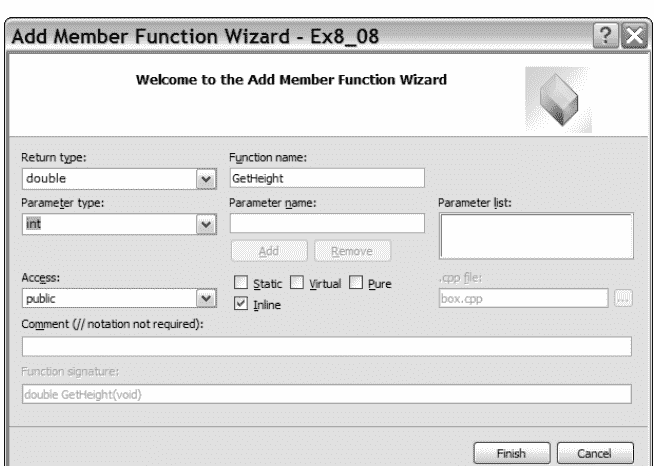 Add Member Function Wizard - Ex8_08
Welcome to the Add Member Function Wizard
Return type:
double
Function name:
GetHeight
Parameter type:
int
Parameter name:
Parameter list:
Add
Remove
Access:
public
Static
Virtual
Pure
Inline
.cpp file:
box.cpp
...
Comment (// notation not required):
Function signature:
double GetHeight(void)
Finish
Cancel